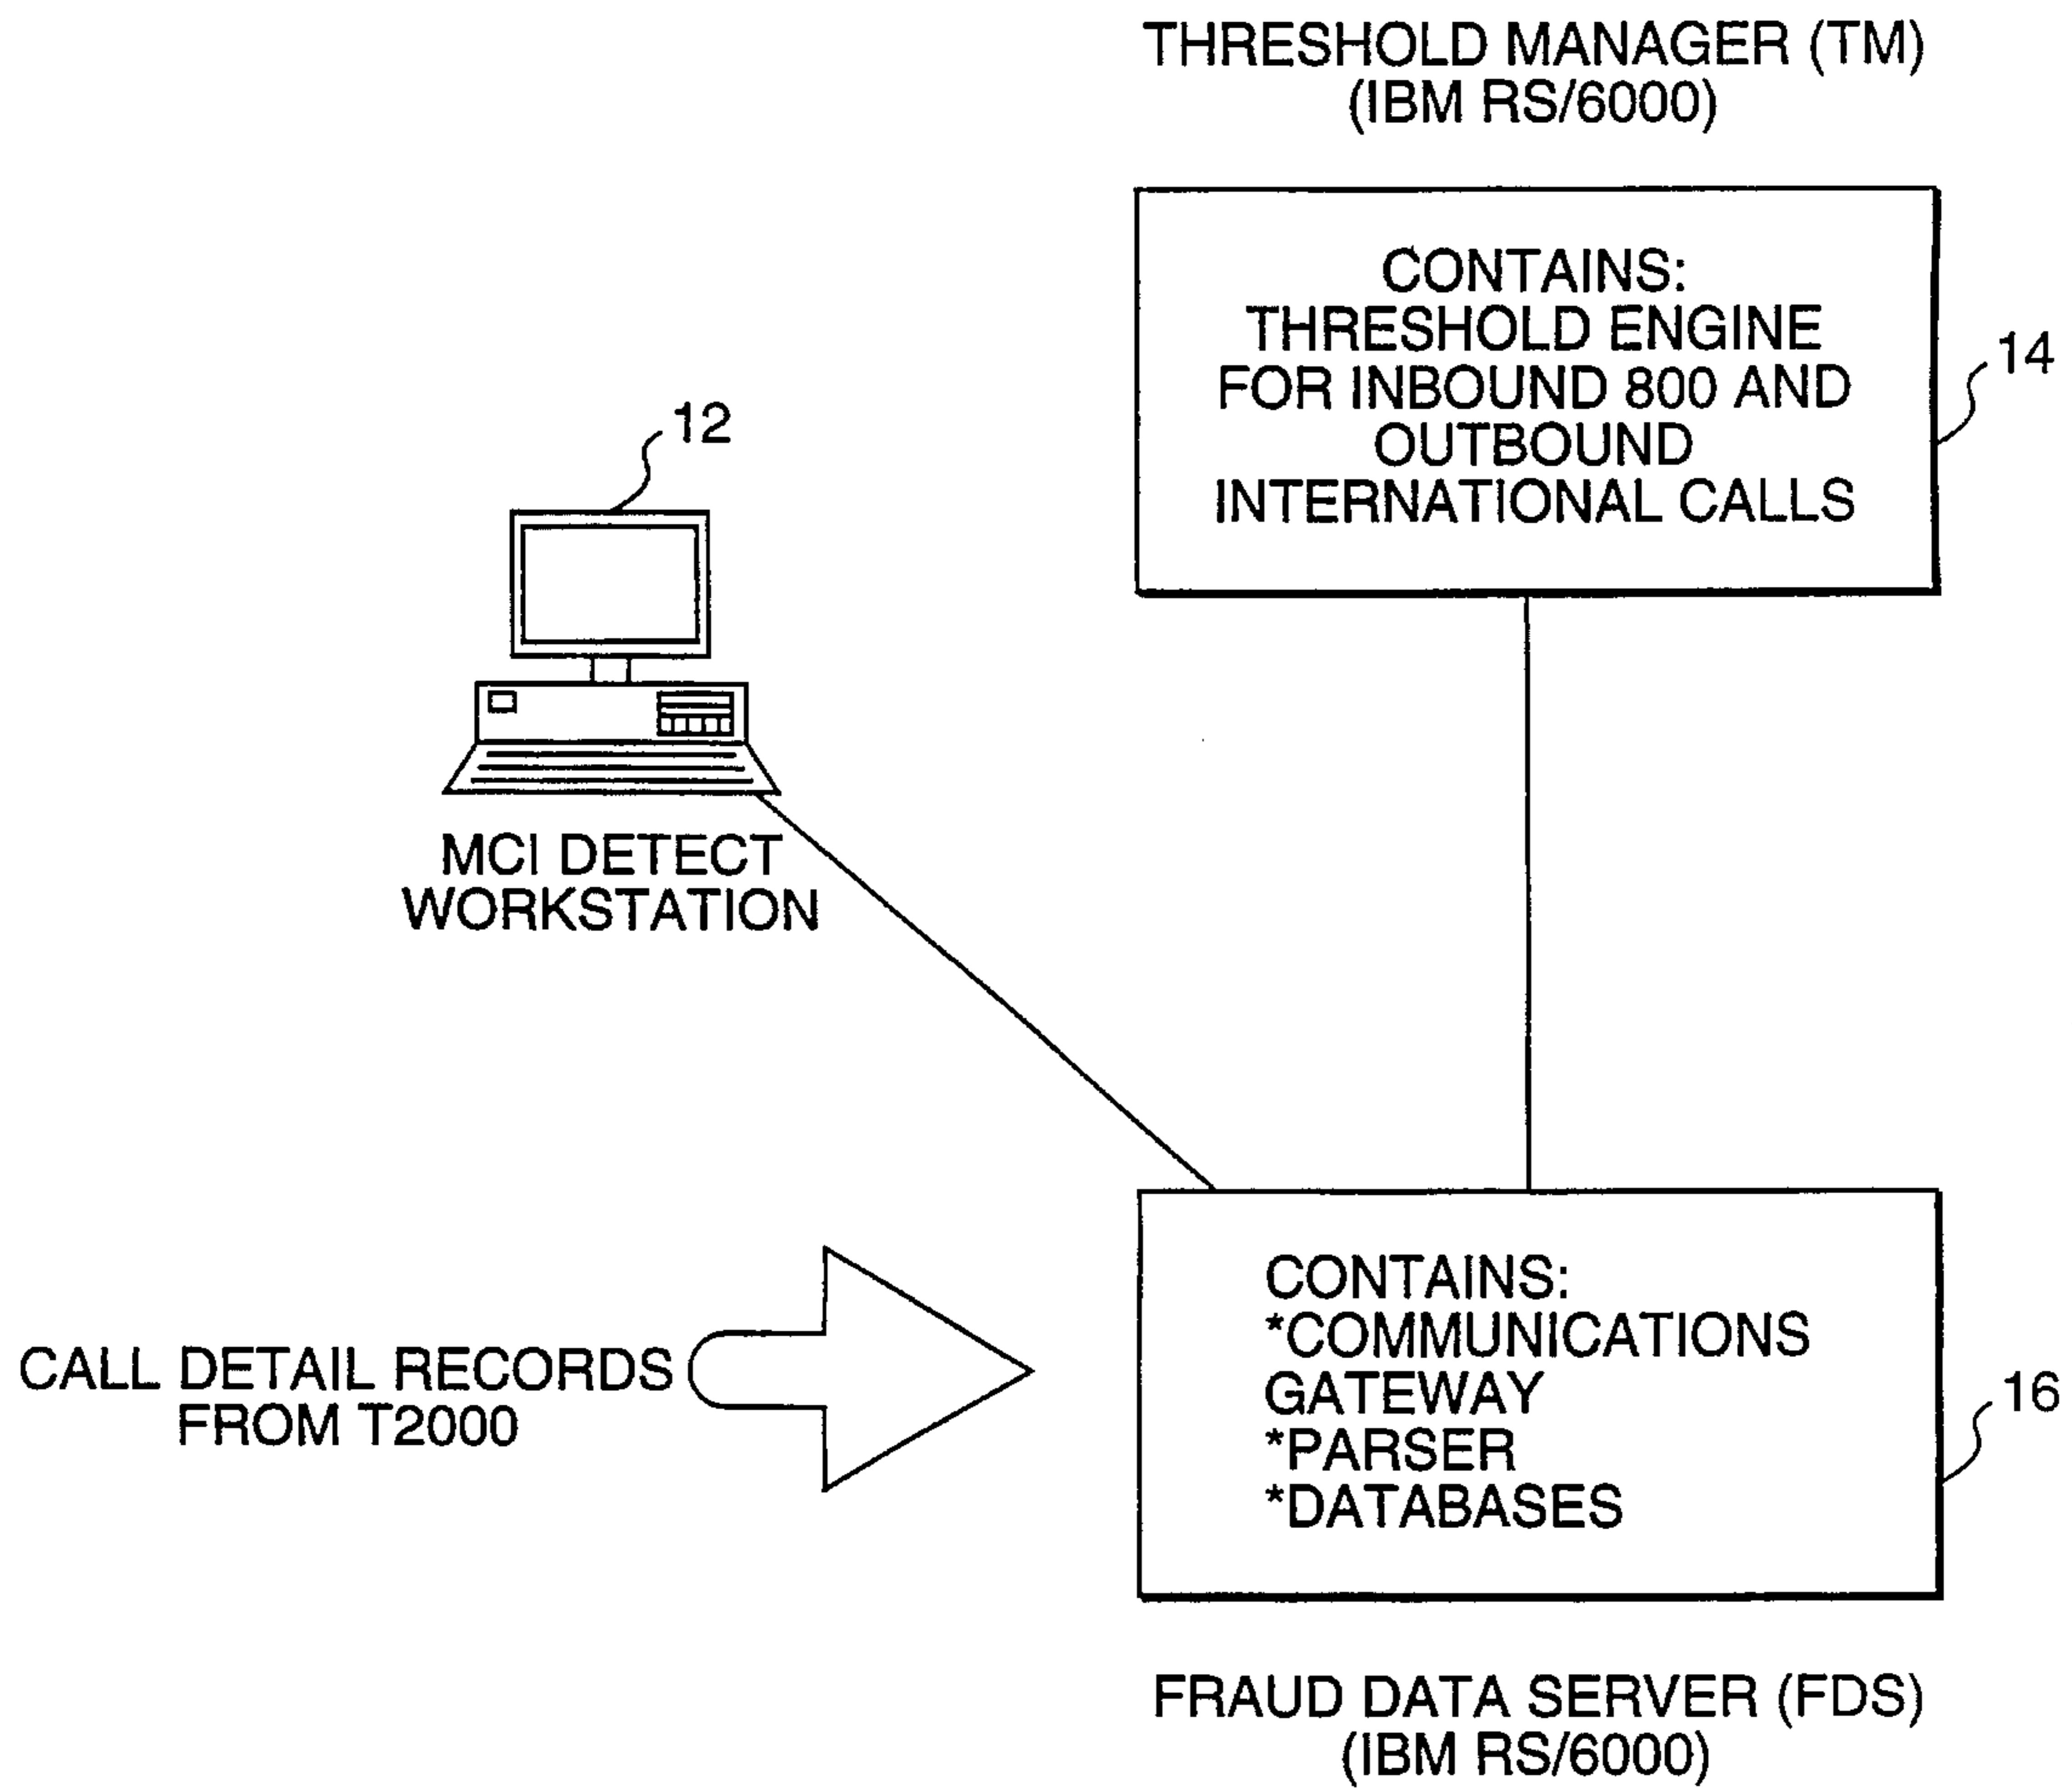 THRESHOLD MANAGER (TM)
(IBM RS/6000)
CONTAINS:
THRESHOLD ENGINE
FOR INBOUND 800 AND
OUTBOUND
INTERNATIONAL CALLS
14
12
MCI DETECT
WORKSTATION
CALL DETAIL RECORDS
FROM T2000
CONTAINS:
*COMMUNICATIONS
GATEWAY
*PARSER
*DATABASES
16
FRAUD DATA SERVER (FDS)
(IBM RS/6000)